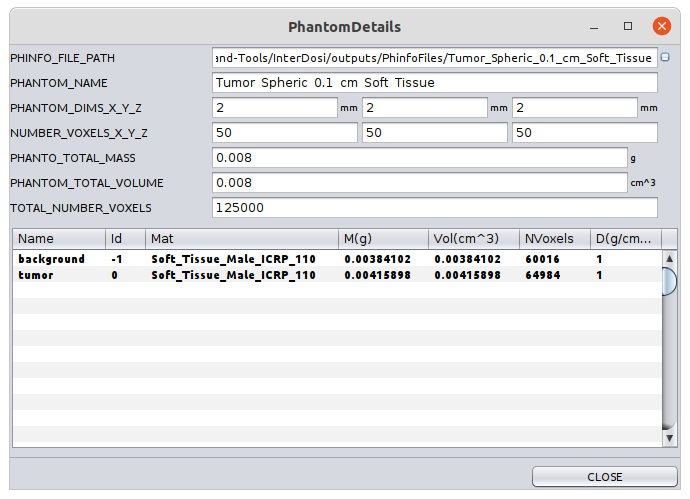 PhantomDetails
PHINFO_FILE_PATH and-Tools/InterDosi/outputs/PhinfoFiles/Tumor_Spheric_0.1_cm_Soft_Tissue
PHANTOM_NAME Tumor Spheric 0.1 cm Soft Tissue
PHANTOM_DIMS_X_Y_Z 2 mm 2 mm 2 mm
NUMBER_VOXELS_X_Y_Z 50 50 50
PHANTO_TOTAL_MASS 0.008 g
PHANTOM_TOTAL_VOLUME 0.008 cm^3
TOTAL_NUMBER_VOXELS 125000
Name Id Mat M(g) Vol(cm^3) NVoxels D(g/cm...
background -1 Soft_Tissue_Male_ICRP_110 0.00384102 0.00384102 60016 1
tumor 0 Soft_Tissue_Male_ICRP_110 0.00415898 0.00415898 64984 1
CLOSE